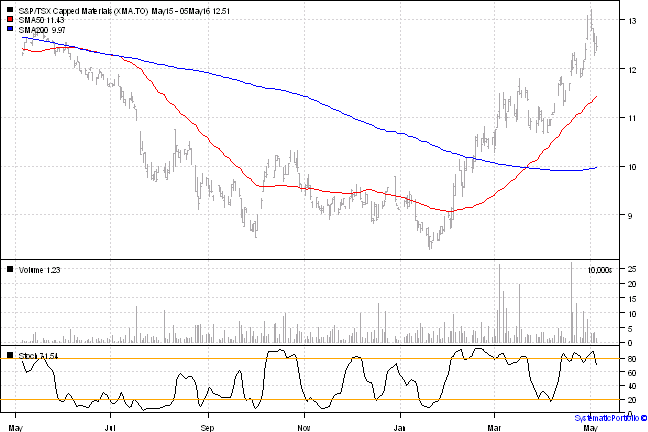 S&P/TSX Capped Materials (XMA.TO) May15 - 05May16 12.51
SMA50 11.43
SMA200 9.97
13
12
11
10
9
Volume 1.23
10,000s
25
20
15
10
5
0
Stoch 71.54
80
60
40
20
0
May Jul Sep Nov Jan Mar May
SystematicPortfolio ©